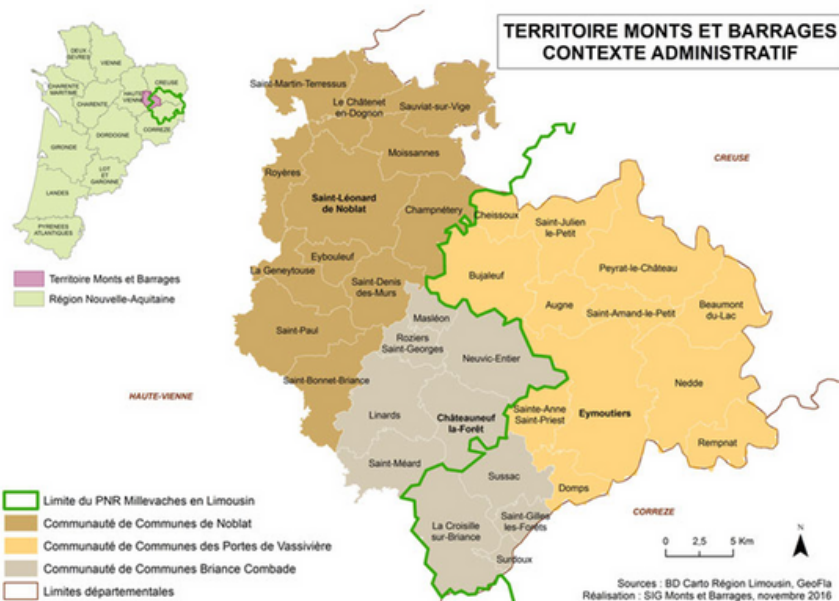 TERRITOIRE MONTS ET BARRAGES
CONTEXTE ADMINISTRATIF
DEUX
SEVRES
VIENNE
CHARENTE
MARITIME
CHARENTE
HAUTE
VIENNE
CREUSE
CORREZE
DORDOGNE
GIRONDE
LOT
ET
GARONNE
LANDES
PYRENEES
ATLANTIQUES
Territoire Monts et Barrages
Région Nouvelle-Aquitaine
Saint-Martin-Terressus
Le Châtenet
en-Dognon
Sauviat-sur-Vige
Moissannes
Royères
Saint-Léonard
de Noblat
Champnétery
Eybouleuf
La Geneytouse
Saint-Denis
des-Murs
Saint-Paul
Saint-Bonnet-Briance
CREUSE
Cheissoux
Saint-Julien
le-Petit
Bujaleuf
Peyrat-le-Château
Augne
Saint-Amand-le-Petit
Beaumont
du-Lac
Nedde
Sainte-Anne
Saint-Priest
Eymoutiers
Rempnat
Domps
Masléon
Roziers
Saint-Georges
Neuvic-Entier
Linards
Châteauneuf
la-Forêt
Saint-Méard
Sussac
Saint-Gilles
les-Forêts
La Croisille
sur-Briance
Surdoux
HAUTE-VIENNE
CORREZE
Limite du PNR Millevaches en Limousin
Communauté de Communes de Noblat
Communauté de Communes des Portes de Vassivière
Communauté de Communes Briance Combade
Limites départementales
0 2,5 5 Km
N
Sources : BD Carto Région Limousin, GeoFla
Réalisation : SIG Monts et Barrages, novembre 2016